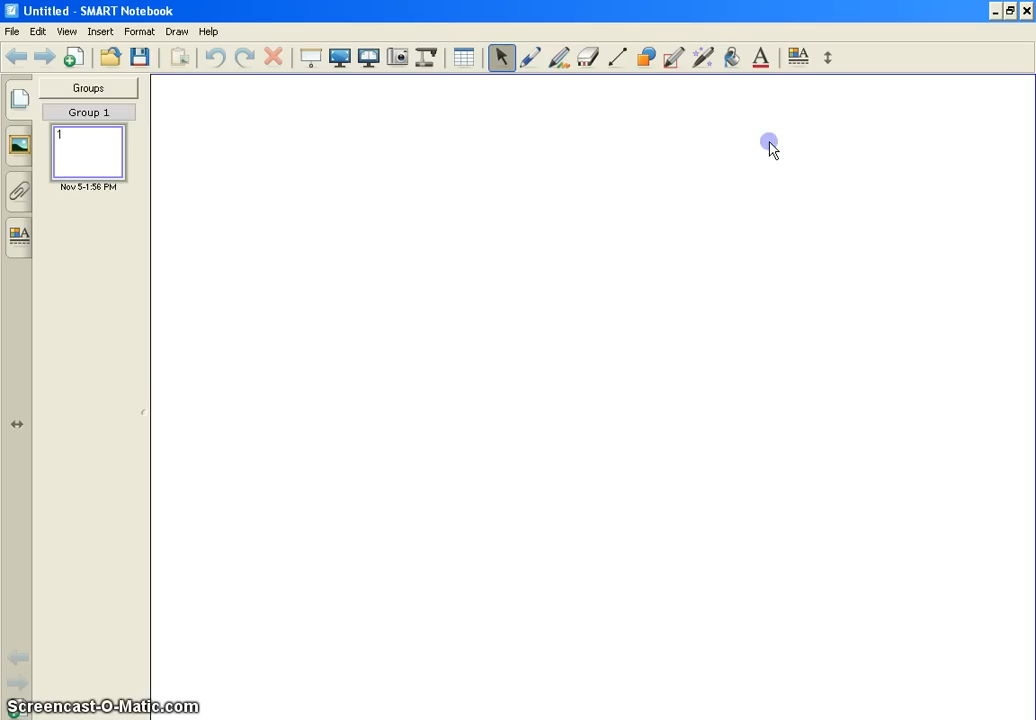 Untitled - SMART Notebook
File Edit View Insert Format Draw Help
Groups
Group 1
1
Nov 5-1:56 PM
Screencast-O-Matic.com